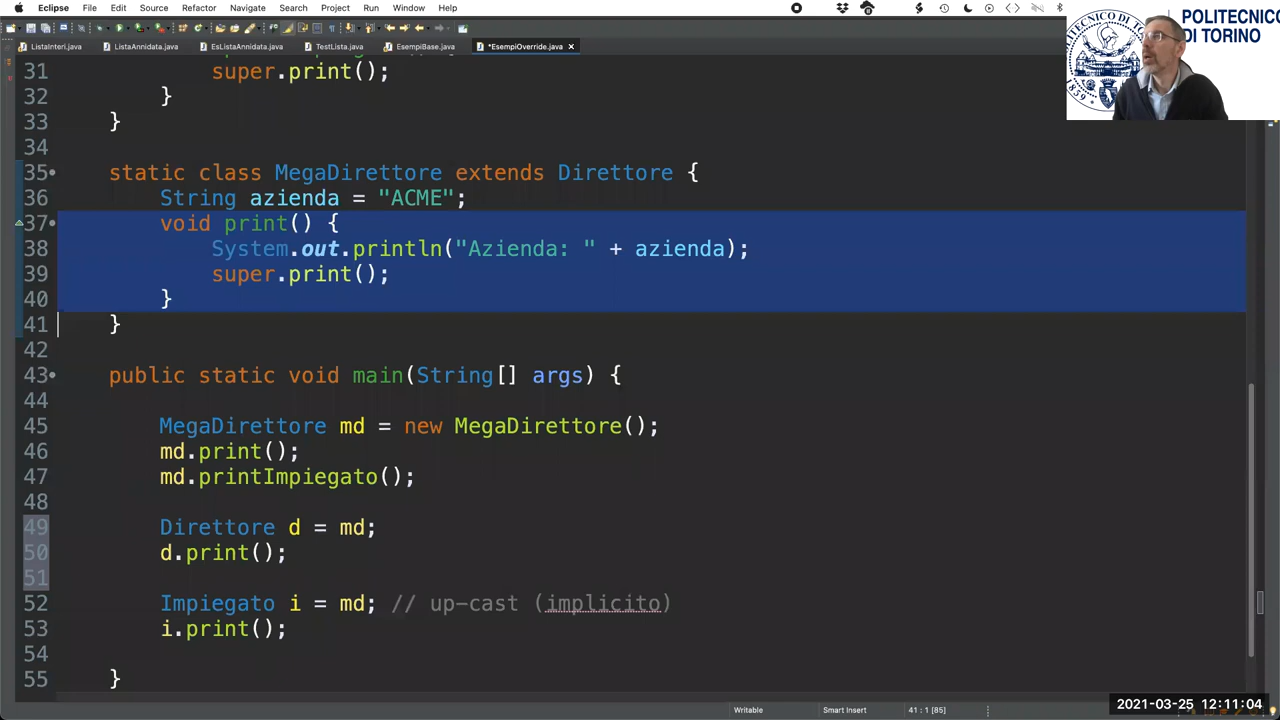 Eclipse File Edit Source Refactor Navigate Search Project Run Window Help
ListaInteri.java ListaAnnidata.java EsListaAnnidata.java TestLista.java EsempiBase.java *EsempiOverride.java
POLITECNICO
DI TORINO
31 super.print();
32 }
33 }
34
35 static class MegaDirettore extends Direttore {
36 String azienda = "ACME";
37 void print() {
38 System.out.println("Azienda: " + azienda);
39 super.print();
40 }
41 }
42
43 public static void main(String[] args) {
44
45 MegaDirettore md = new MegaDirettore();
46 md.print();
47 md.printImpiegato();
48
49 Direttore d = md;
50 d.print();
51
52 Impiegato i = md; // up-cast (implicito)
53 i.print();
54
55 }
Writable Smart Insert 41 : 1 [85]
2021-03-25 12:11:04